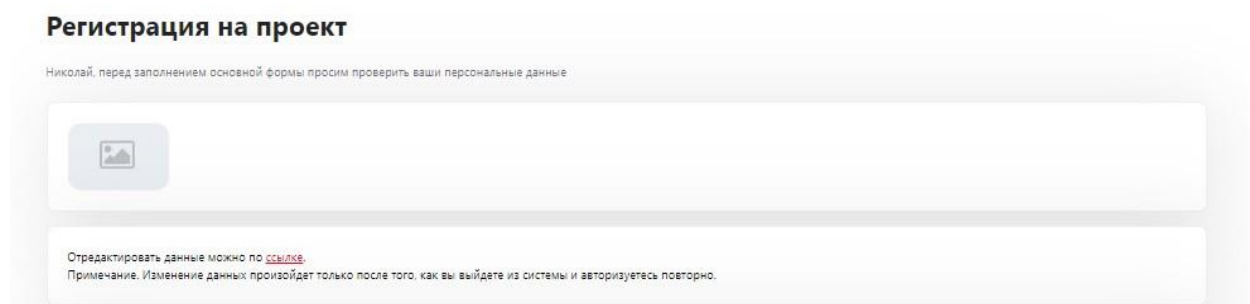 Регистрация на проект
Николай, перед заполнением основной формы просим проверить ваши персональные данные
Отредактировать данные можно по ссылке.
Примечание. Изменение данных произойдет только после того, как вы выйдете из системы и авторизуетесь повторно.